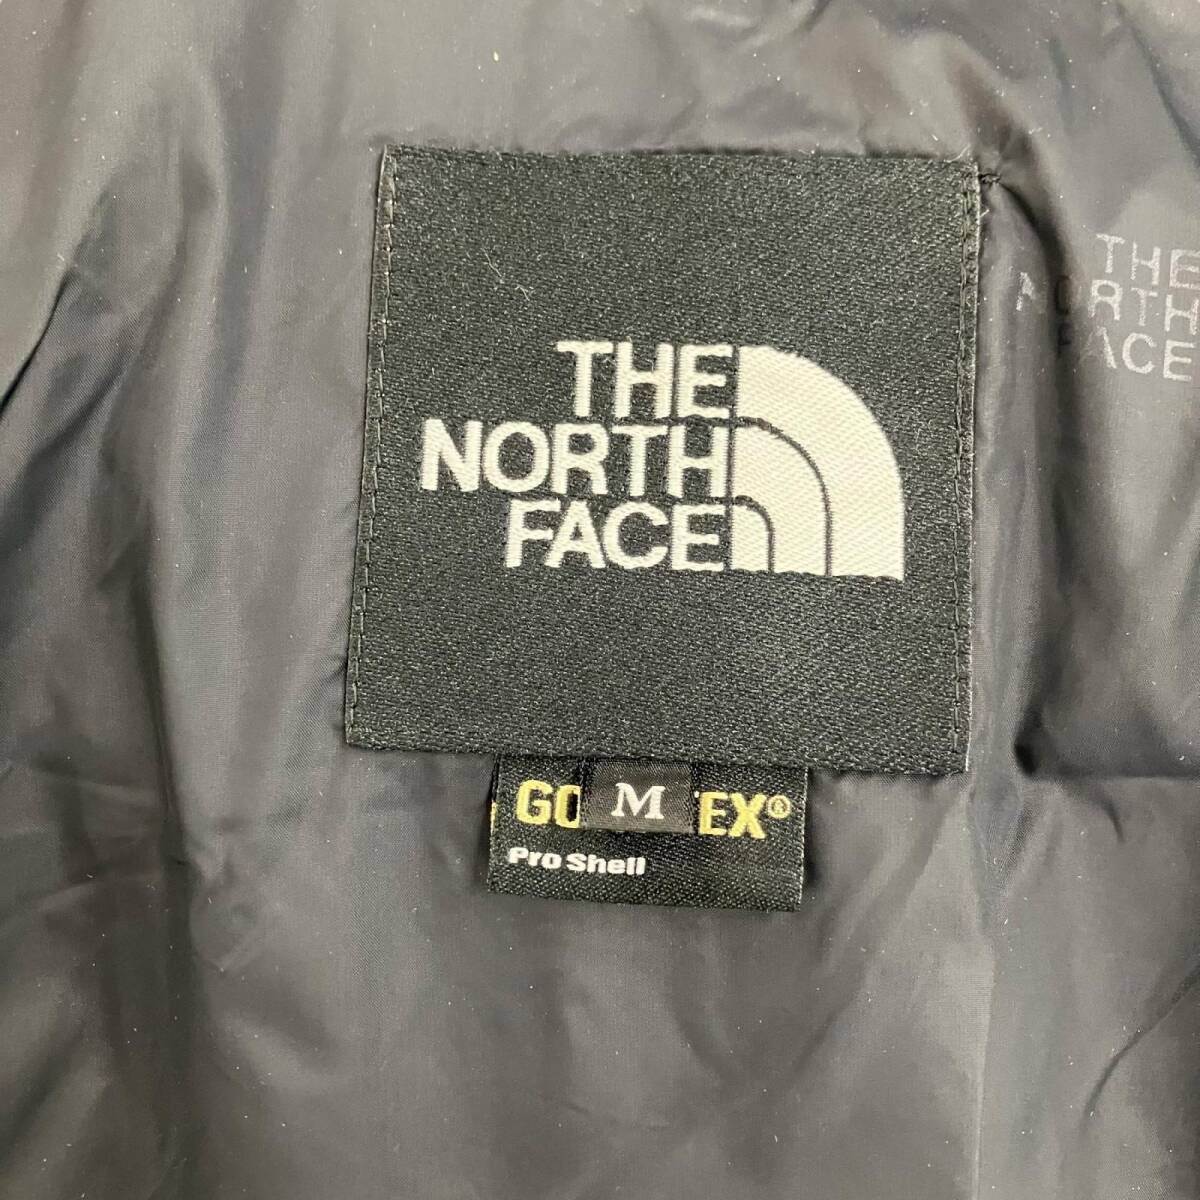 THE
NORTH
FACE
THE
NORTH
FACE
GO M EX®
Pro Shell